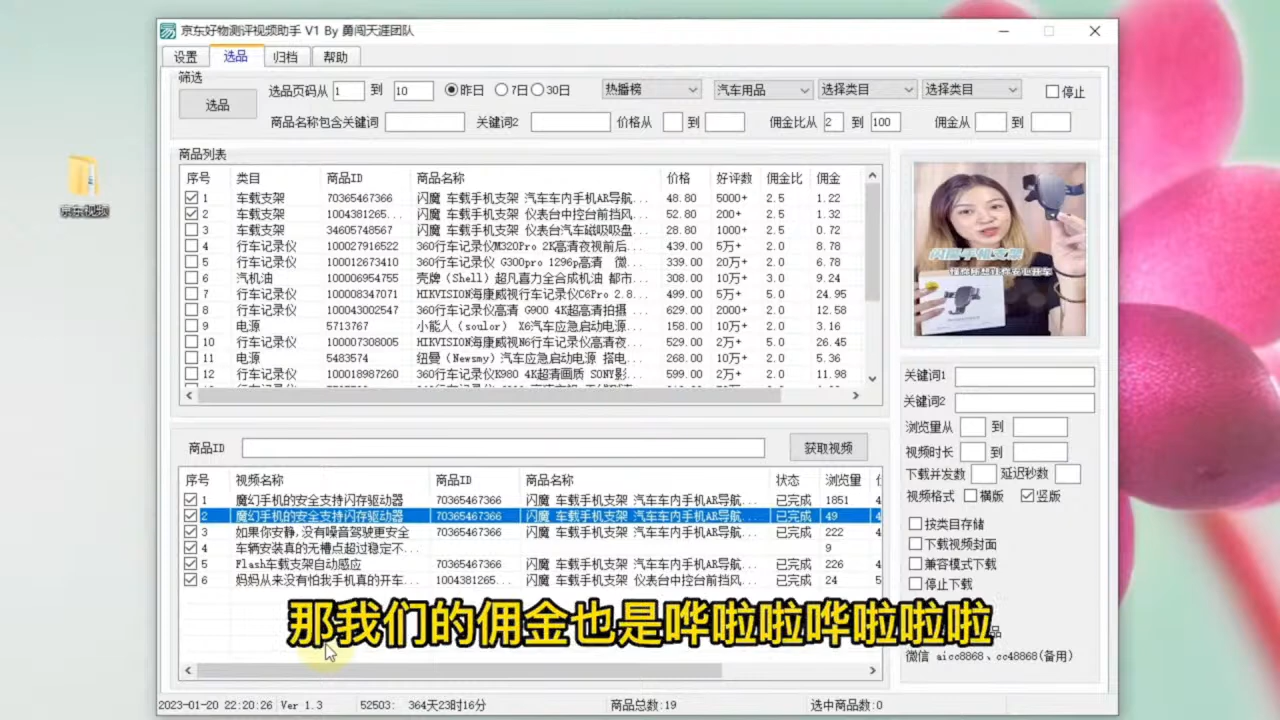 京东好物测评视频助手 V1 By 勇闯天涯团队
设置 选品 归档 帮助
筛选
选品 选品页码从 1 到 10 昨日 7日 30日 热播榜 汽车用品 选择类目 选择类目 停止
商品名称包含关键词 关键词2 价格从 到 佣金比从 2 到 100 佣金从 到
京东视频
商品列表
序号 类目 商品ID 商品名称 价格 好评数 佣金比 佣金
1 车载支架 70365467366 闪魔 车载手机支架 汽车车内手机AR导航... 48.80 5000+ 2.5 1.22
2 车载支架 1004381265... 闪魔 车载手机支架 仪表台中控台前挡风... 52.80 200+ 2.5 1.32
3 车载支架 34605678547 闪魔 车载手机支架 仪表台汽车磁吸吸盘... 28.80 1000+ 2.5 0.72
4 行车记录仪 100027916522 360行车记录仪M320Pro 2K高清夜视前后... 439.00 5万+ 2.0 8.78
5 行车记录仪 100012673410 360行车记录仪 G300pro 1296p高清 微... 339.00 20万+ 2.0 6.78
6 汽机油 100006954755 壳牌（Shell）超凡喜力全合成机油 都市... 308.00 10万+ 3.0 9.24
7 行车记录仪 100008347071 HIKVISION海康威视行车记录仪C6Pro 2.8... 499.00 5万+ 5.0 24.95
8 行车记录仪 100043002547 360行车记录仪 高清 G900 4K超高清拍摄 ... 629.00 2000+ 2.0 12.58
9 电源 5713767 小能人（soulor） X6汽车应急启动电源... 158.00 10万+ 2.0 3.16
10 行车记录仪 100007308005 HIKVISION海康威视N6行车记录仪高清夜... 529.00 2万+ 5.0 26.45
11 电源 5483574 纽曼（Newsmy）汽车应急启动电源 搭电... 268.00 10万+ 2.0 5.36
12 行车记录仪 100018987260 360行车记录仪K980 4K超高清画质 SONY影... 599.00 2万+ 2.0 11.98
闪魔手机支架
商品ID 获取视频
序号 视频名称 商品ID 商品名称 状态 浏览量
1 魔幻手机的安全支持闪存驱动器 70365467366 闪魔 车载手机支架 汽车车内手机AR导航... 已完成 1851 4
2 魔幻手机的安全支持闪存驱动器 70365467366 闪魔 车载手机支架 汽车车内手机AR导航... 已完成 49 4
3 如果你安静,没有噪音驾驶更安全 70365467366 闪魔 车载手机支架 汽车车内手机AR导航... 已完成 222 4
4 车辆安装真的无槽点超过稳定不... 9
5 Flash车载支架自动感应 70365467366 闪魔 车载手机支架 汽车车内手机AR导航... 已完成 226 4
6 妈妈从来没有怕我手机真的开车... 1004381265... 闪魔 车载手机支架 仪表台中控台前挡风... 已完成 24 5
关键词1
关键词2
浏览量从 到
视频时长 到
下载并发数 延迟秒数
视频格式 横版 竖版
按类目存储
下载视频封面
兼容模式下载
停止下载
品
微信 aicc8868、cc48868(备用)
那我们的佣金也是哗啦啦哗啦啦啦
2023-01-20 22:20:26 Ver 1.3 52503: 364天23时16分 商品总数:19 选中商品数:0